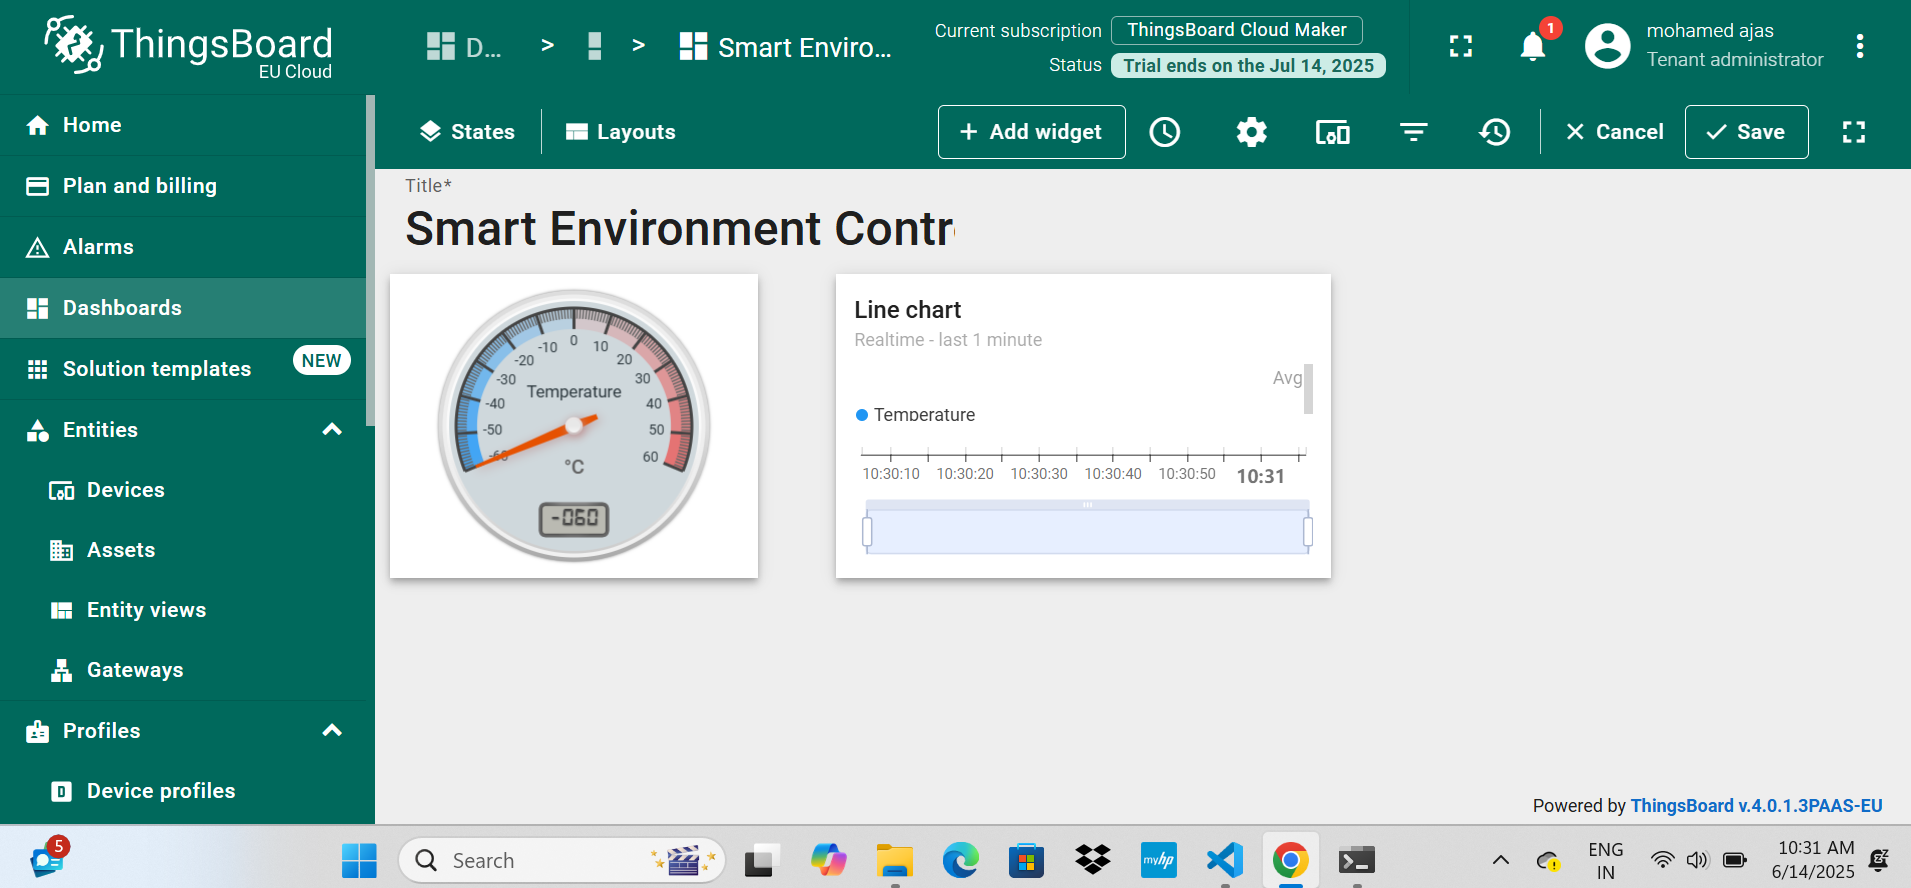 ThingsBoard
EU Cloud
D...
>
>
Smart Enviro...
Current subscription
ThingsBoard Cloud Maker
Status
Trial ends on the Jul 14, 2025
1
mohamed ajas
Tenant administrator
Home
Plan and billing
Alarms
Dashboards
Solution templates
NEW
Entities
Devices
Assets
Entity views
Gateways
Profiles
Device profiles
States
Layouts
+ Add widget
Cancel
Save
Title*
Smart Environment Contr
0
-10
10
-20
20
-30
30
-40
40
-50
50
-60
60
Temperature
°C
-060
Line chart
Realtime - last 1 minute
Avg
Temperature
10:30:10
10:30:20
10:30:30
10:30:40
10:30:50
10:31
Powered by ThingsBoard v.4.0.1.3PAAS-EU
5
Search
myhp
ENG
IN
10:31 AM
6/14/2025